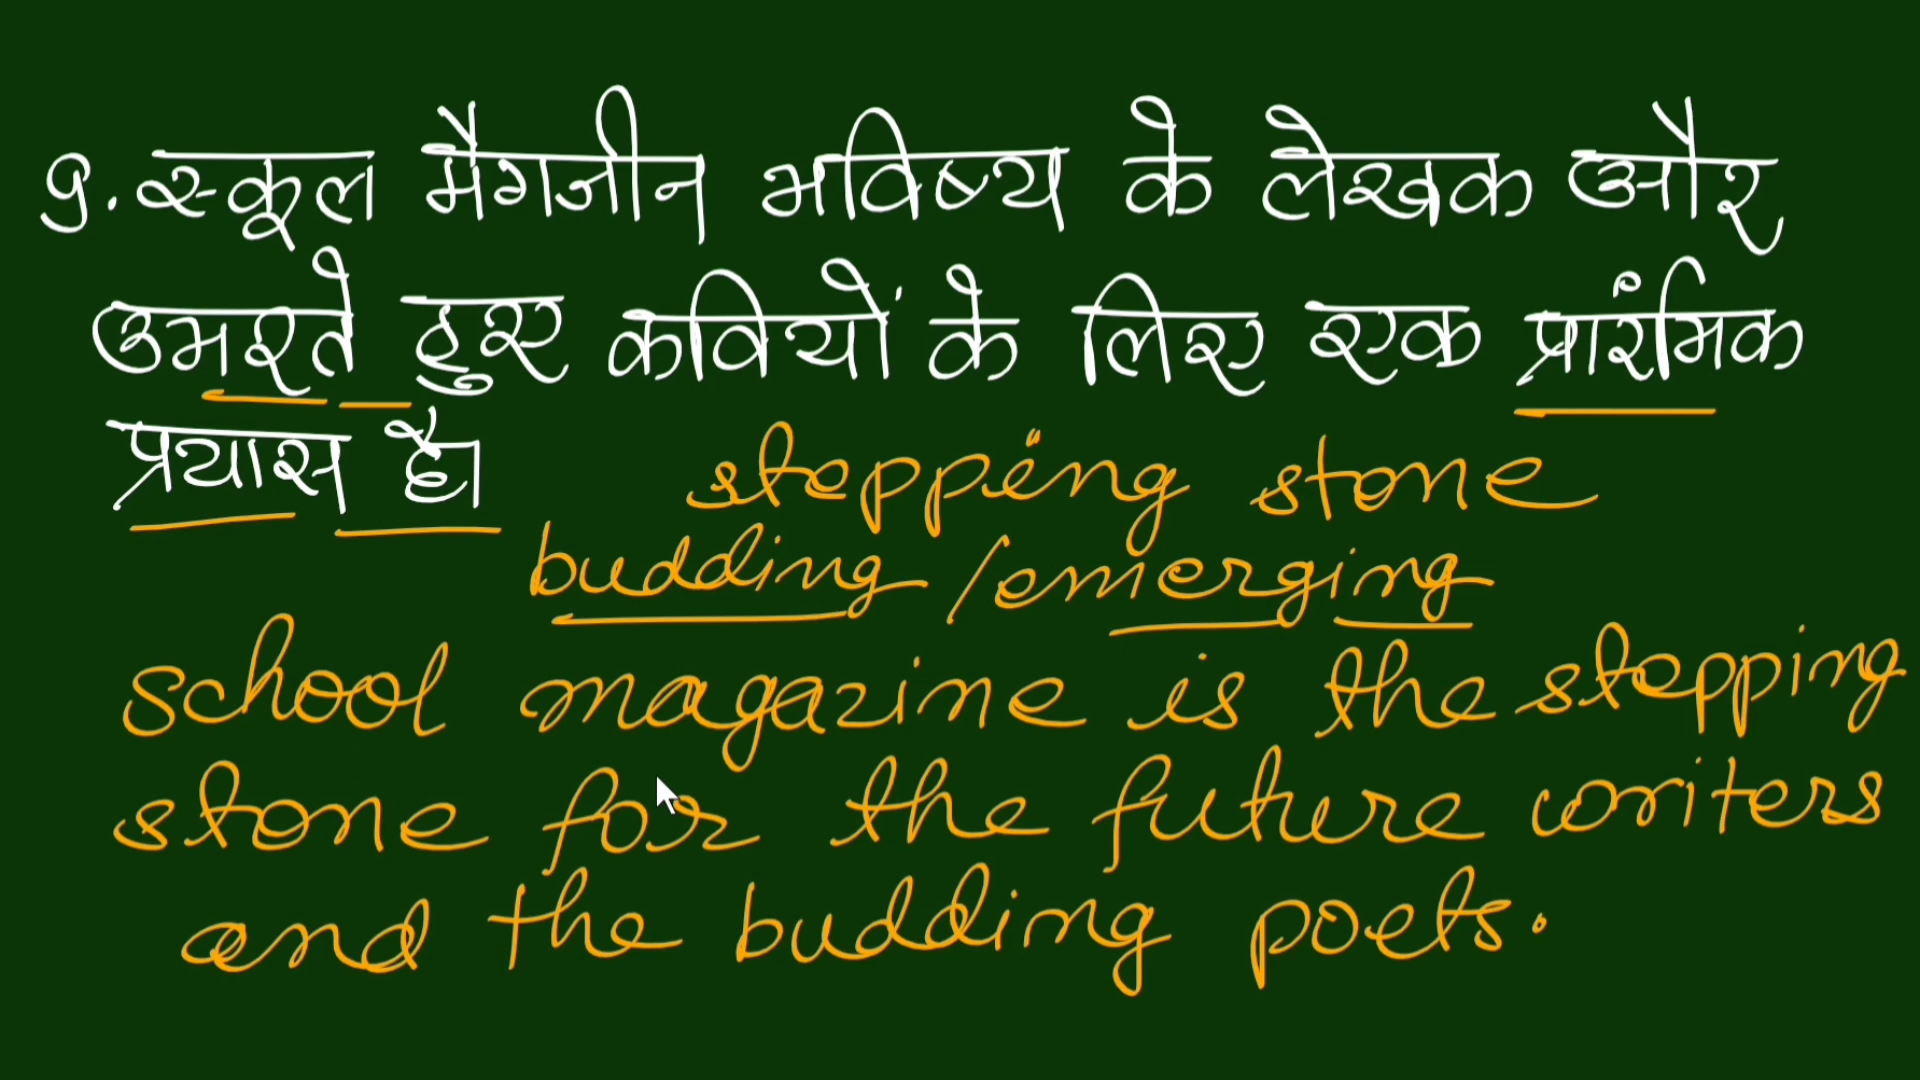 9. स्कूल मैगजीन भविष्य के लेखक और
उभरते हुए कवियों के लिए एक प्रारंभिक
प्रयास है।
stepping stone
budding / emerging
school magazine is the stepping
stone for the future writers
and the budding poets.